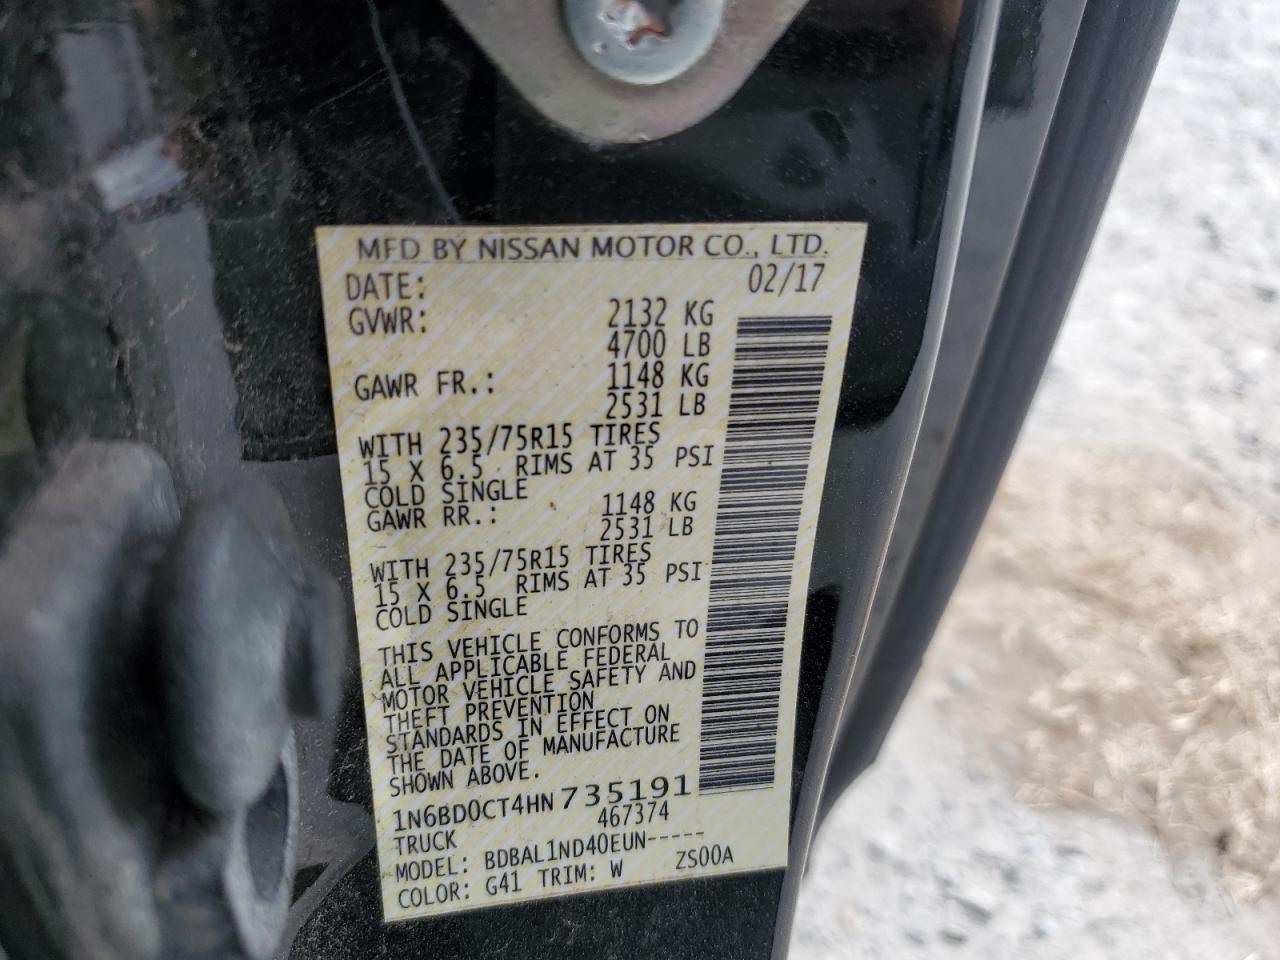 MFD BY NISSAN MOTOR CO., LTD.
DATE: 02/17
GVWR: 2132 KG
4700 LB
GAWR FR.: 1148 KG
2531 LB
WITH 235/75R15 TIRES
15 X 6.5 RIMS AT 35 PSI
COLD SINGLE
GAWR RR.: 1148 KG
2531 LB
WITH 235/75R15 TIRES
15 X 6.5 RIMS AT 35 PSI
COLD SINGLE
THIS VEHICLE CONFORMS TO
ALL APPLICABLE FEDERAL
MOTOR VEHICLE SAFETY AND
THEFT PREVENTION
STANDARDS IN EFFECT ON
THE DATE OF MANUFACTURE
SHOWN ABOVE.
1N6BD0CT4HN735191
TRUCK 467374
MODEL: BDBAL1ND40EUN-----
COLOR: G41 TRIM: W ZS00A